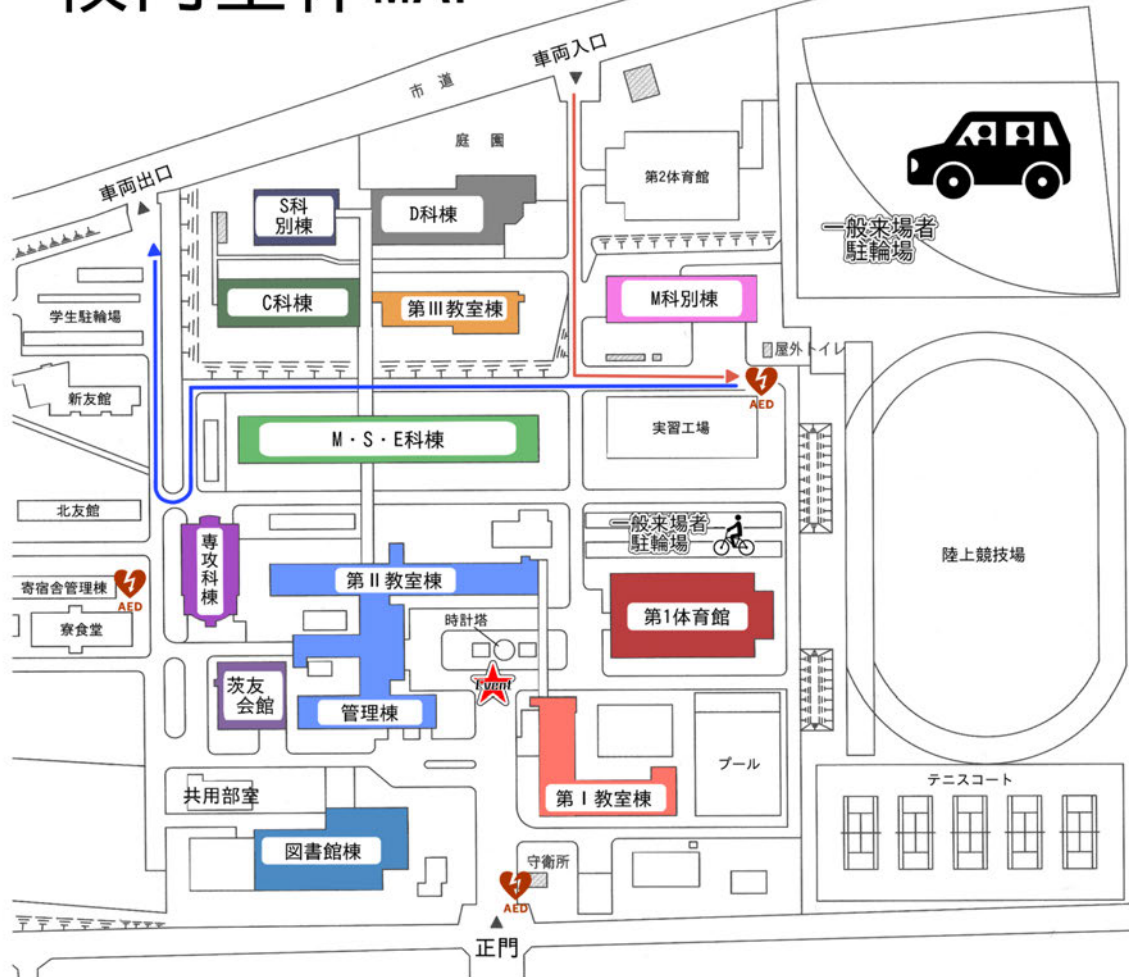 校内全体MAP
車両入口
市道
庭園
車両出口
第2体育館
S科
別棟
D科棟
一般来場者
駐輪場
C科棟
第III教室棟
M科別棟
学生駐輪場
屋外トイレ
AED
新友館
M・S・E科棟
実習工場
北友館
専攻科棟
一般来場者
駐輪場
陸上競技場
寄宿舎管理棟
AED
第II教室棟
寮食堂
時計塔
第1体育館
Event
茨友
会館
管理棟
プール
テニスコート
共用部室
第I教室棟
図書館棟
守衛所
AED
正門